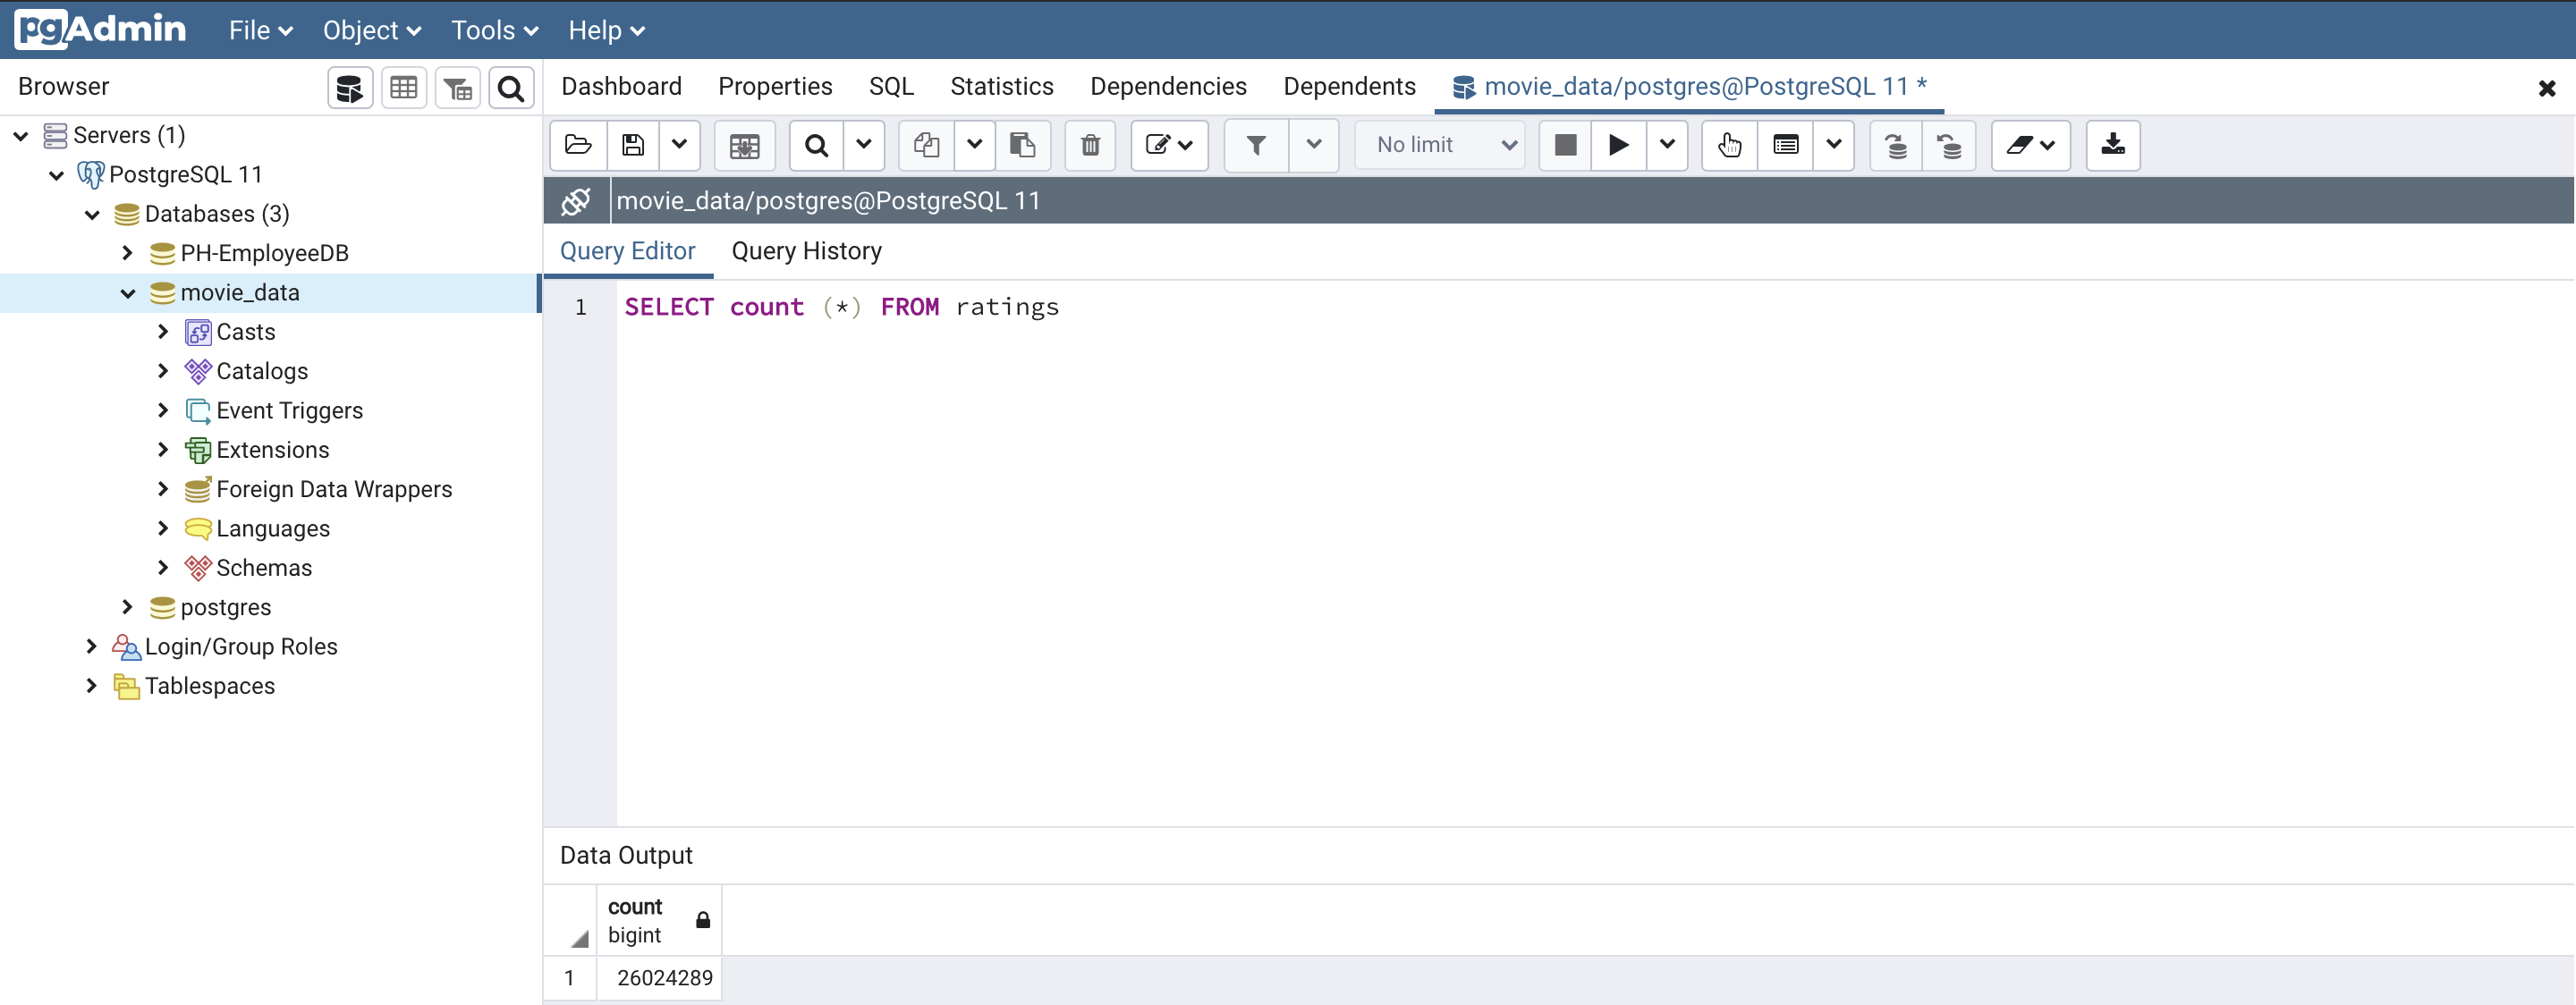 pgAdmin File Object Tools Help
Browser
Dashboard Properties SQL Statistics Dependencies Dependents movie_data/postgres@PostgreSQL 11 *
Servers (1)
PostgreSQL 11
Databases (3)
PH-EmployeeDB
movie_data
Casts
Catalogs
Event Triggers
Extensions
Foreign Data Wrappers
Languages
Schemas
postgres
Login/Group Roles
Tablespaces
No limit
movie_data/postgres@PostgreSQL 11
Query Editor Query History
1 SELECT count (*) FROM ratings
Data Output
count
bigint
1 26024289